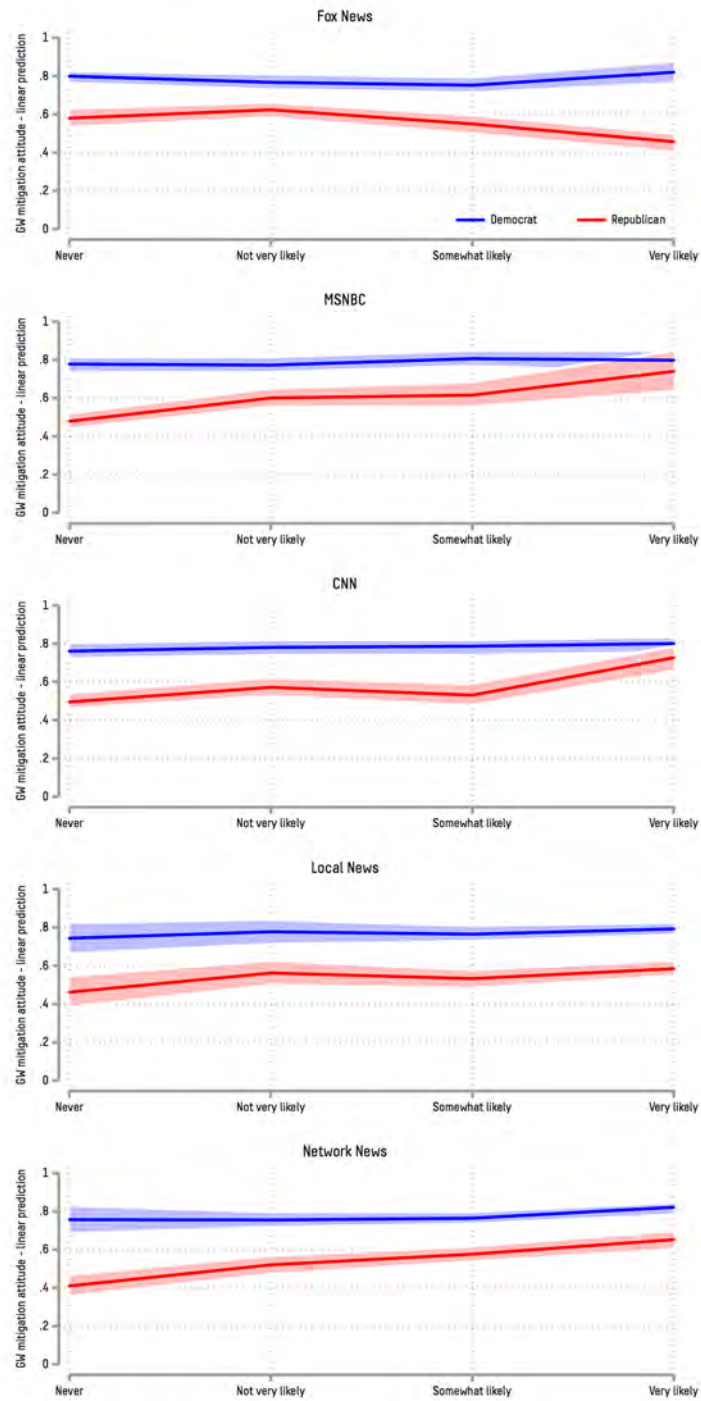 Fox News
GW mitigation attitude - linear prediction
1
.8
.6
.4
.2
0
Democrat Republican
Never Not very likely Somewhat likely Very likely
MSNBC
GW mitigation attitude - linear prediction
1
.8
.6
.4
.2
0
Never Not very likely Somewhat likely Very likely
CNN
GW mitigation attitude - linear prediction
1
.8
.6
.4
.2
0
Never Not very likely Somewhat likely Very likely
Local News
GW mitigation attitude - linear prediction
1
.8
.6
.4
.2
0
Never Not very likely Somewhat likely Very likely
Network News
GW mitigation attitude - linear prediction
1
.8
.6
.4
.2
0
Never Not very likely Somewhat likely Very likely